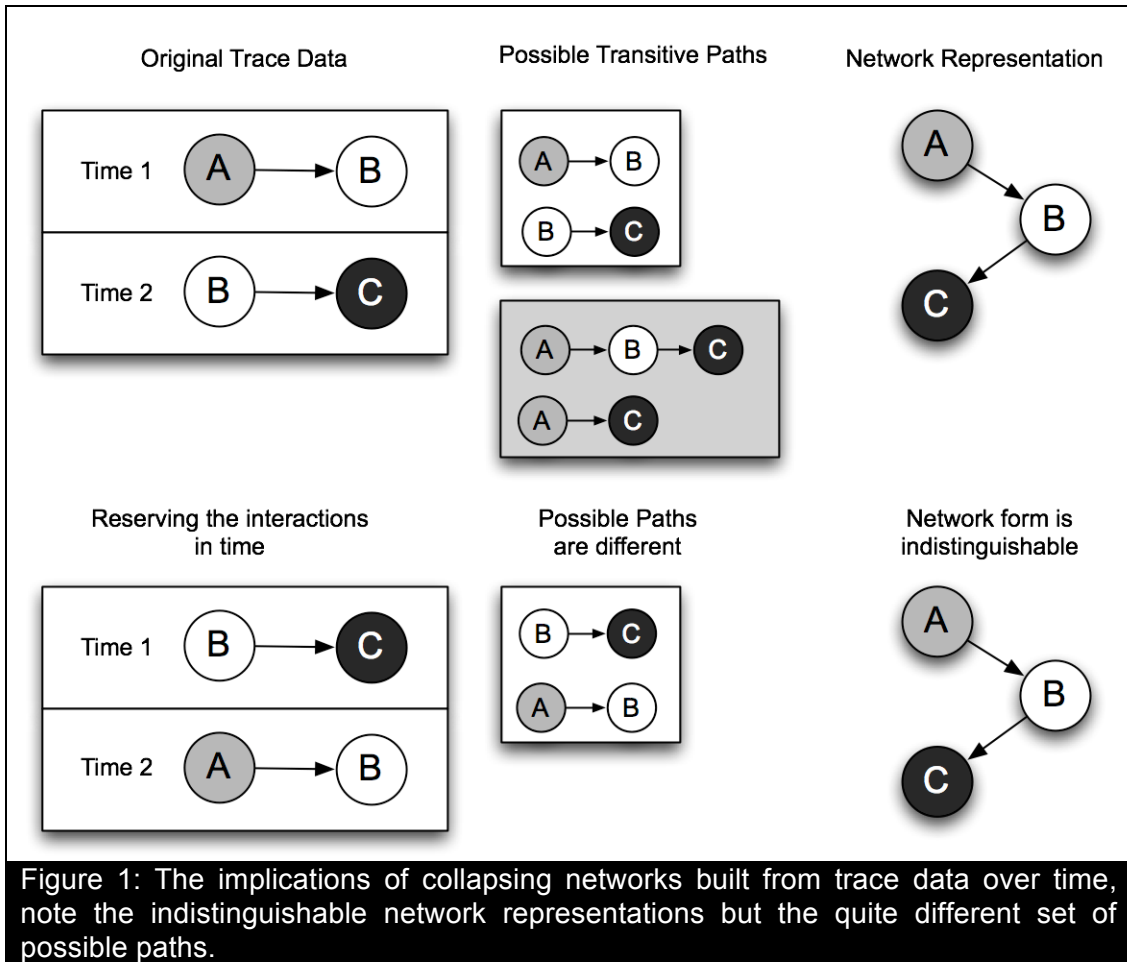 Original Trace Data
Possible Transitive Paths
Network Representation
Time 1 A B
Time 2 B C
A B
B C
A B C
A C
A
B
C
Reserving the interactions
in time
Possible Paths
are different
Network form is
indistinguishable
Time 1 B C
Time 2 A B
B C
A B
A
B
C
Figure 1: The implications of collapsing networks built from trace data over time,
note the indistinguishable network representations but the quite different set of
possible paths.